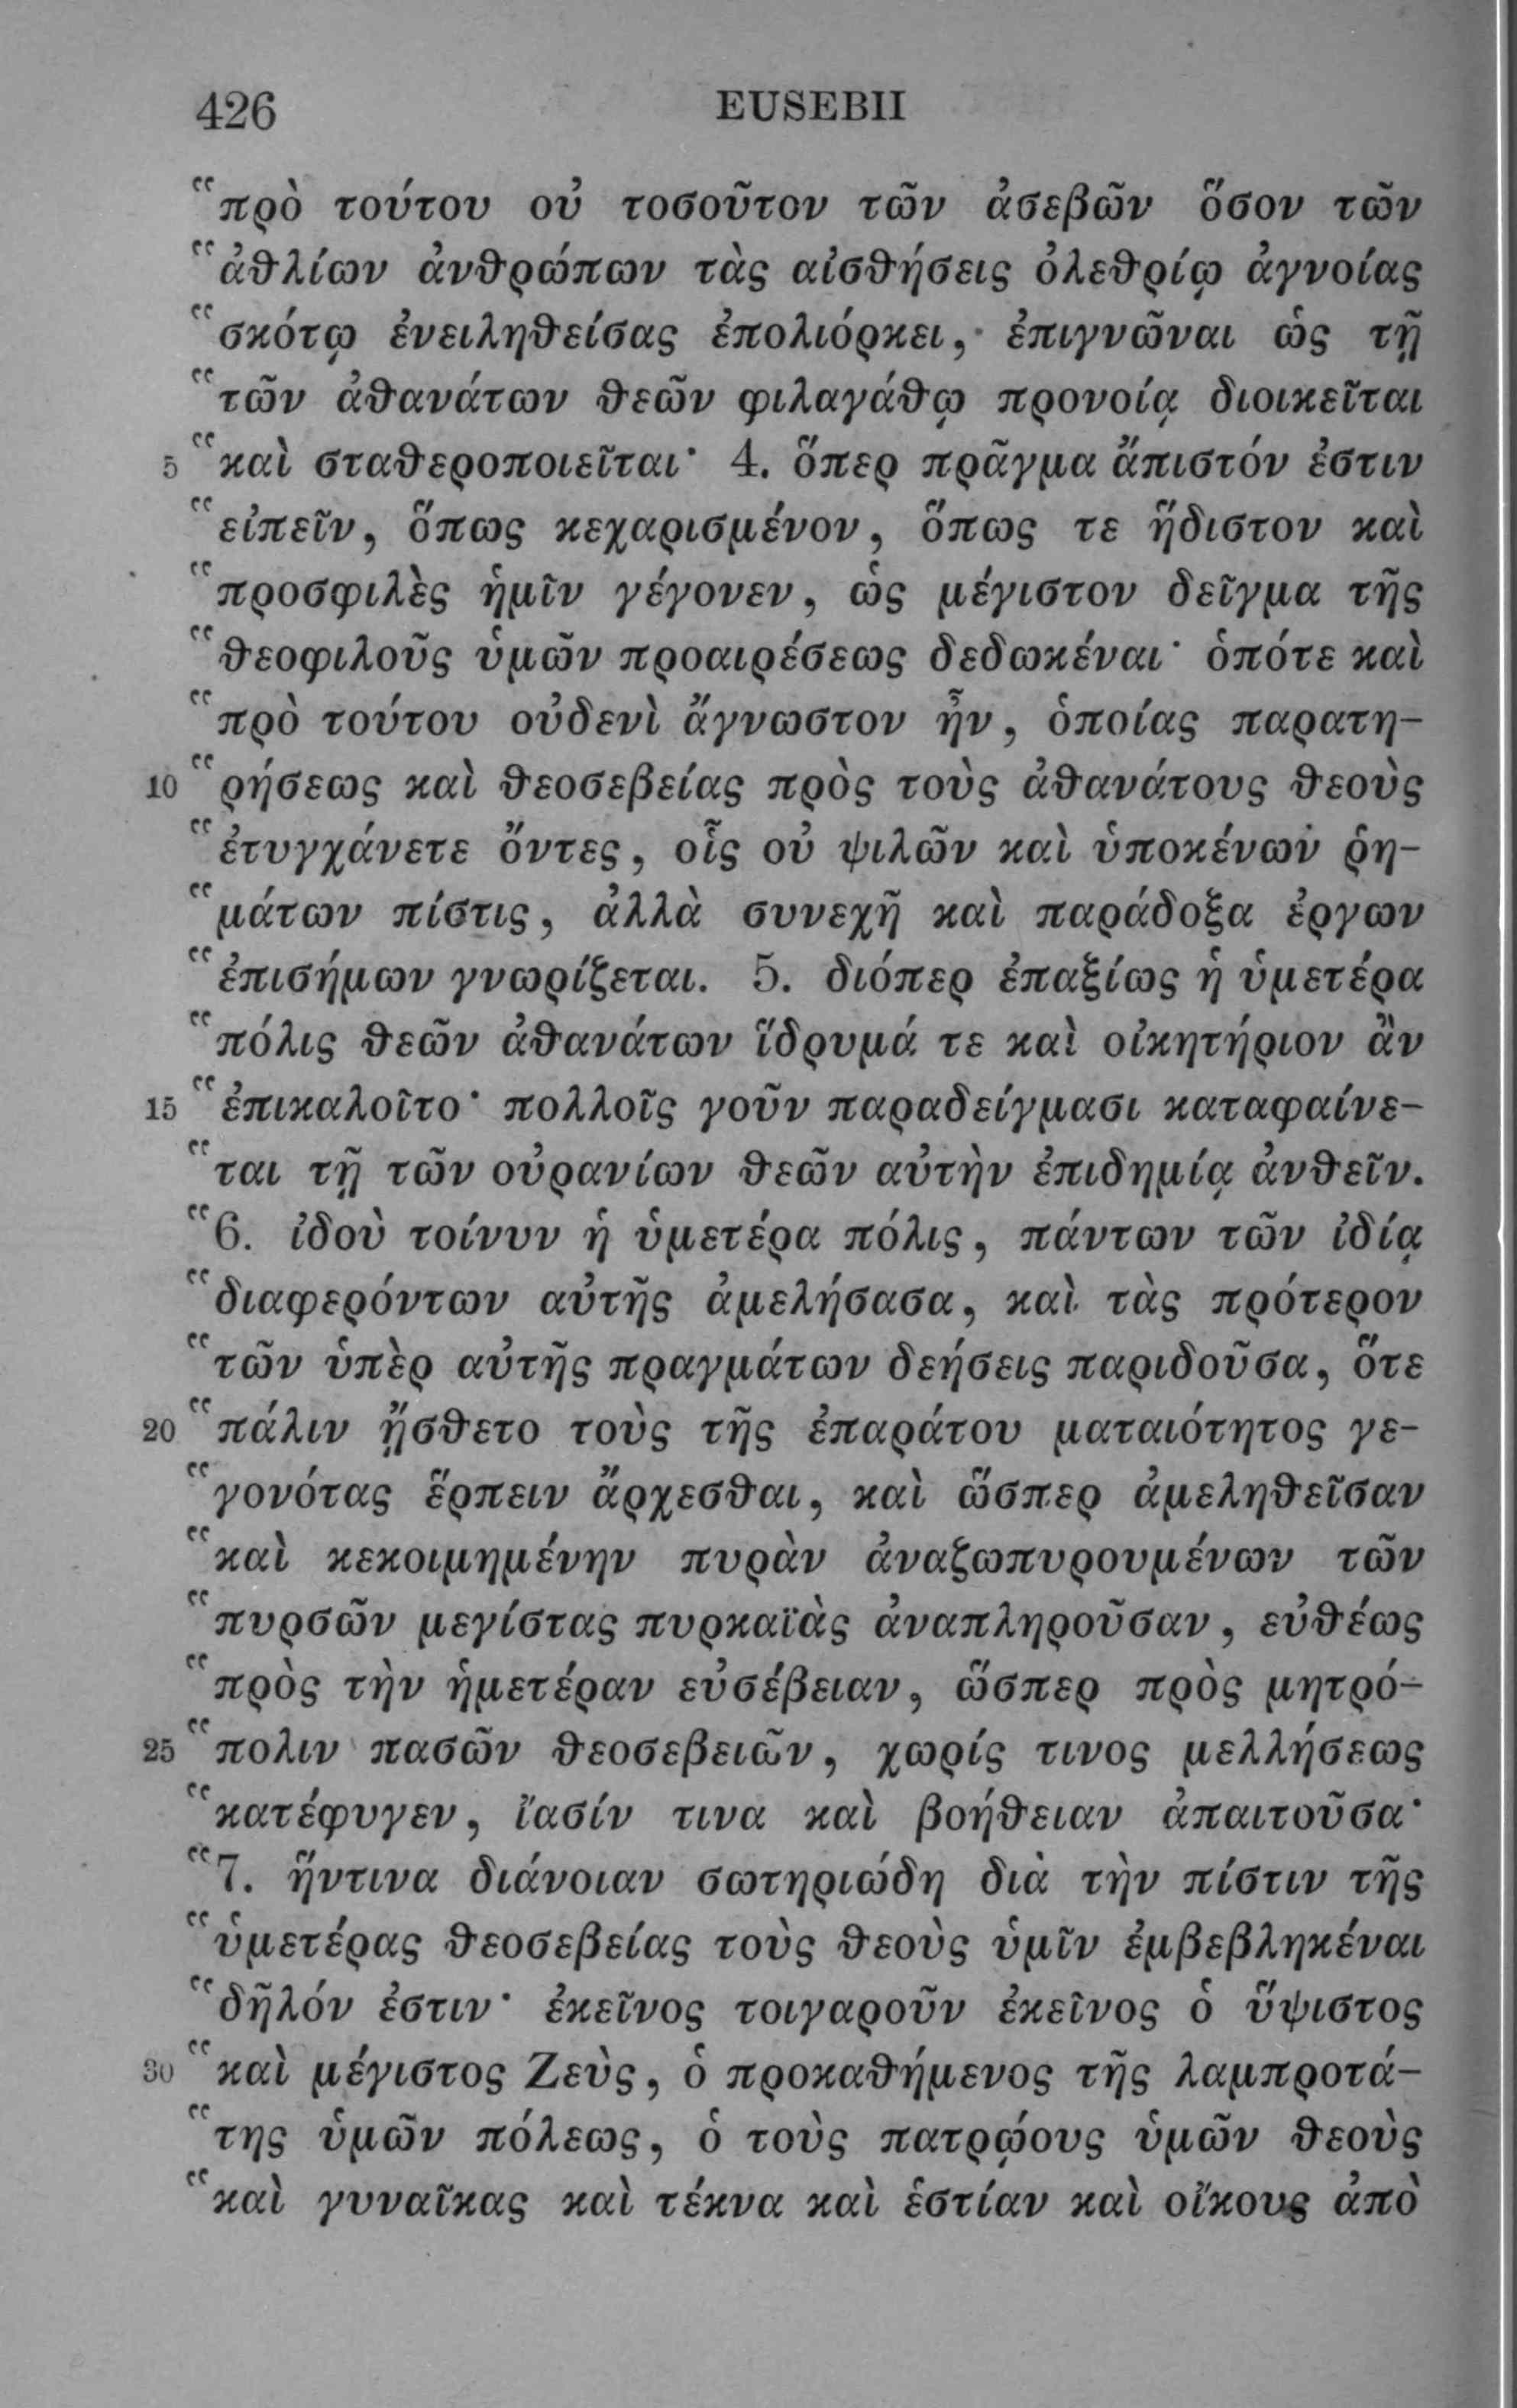 426 EUSEBII
“πρὸ τούτου οὐ τοσοῦτον τῶν ἀσεβῶν ὅσον τῶν
“ἀθλίων ἀνθρώπων τὰς αἰσθήσεις ὀλεθρίῳ ἀγνοίας
“σκότῳ ἐνειληθείσας ἐπολιόρκει, ἐπιγνῶναι ὡς τῇ
“τῶν ἀθανάτων θεῶν φιλαγάθῳ προνοίᾳ διοικεῖται
5 “καὶ σταθεροποιεῖται· 4. ὅπερ πρᾶγμα ἄπιστόν ἐστιν
“εἰπεῖν, ὅπως κεχαρισμένον, ὅπως τε ἥδιστον καὶ
“προσφιλὲς ἡμῖν γέγονεν, ὡς μέγιστον δεῖγμα τῆς
“θεοφιλοῦς ὑμῶν προαιρέσεως δεδωκέναι· ὁπότε καὶ
“πρὸ τούτου οὐδενὶ ἄγνωστον ἦν, ὁποίας παρατη-
10 “ρήσεως καὶ θεοσεβείας πρὸς τοὺς ἀθανάτους θεοὺς
“ἐτυγχάνετε ὄντες, οἷς οὐ ψιλῶν καὶ ὑποκένων ῥη-
“μάτων πίστις, ἀλλὰ συνεχῆ καὶ παράδοξα ἔργων
“ἐπισήμων γνωρίζεται. 5. διόπερ ἐπαξίως ἡ ὑμετέρα
“πόλις θεῶν ἀθανάτων ἵδρυμά τε καὶ οἰκητήριον ἂν
15 “ἐπικαλοῖτο· πολλοῖς γοῦν παραδείγμασι καταφαίνε-
“ται τῇ τῶν οὐρανίων θεῶν αὐτὴν ἐπιδημίᾳ ἀνθεῖν.
“6. ἰδοὺ τοίνυν ἡ ὑμετέρα πόλις, πάντων τῶν ἰδίᾳ
“διαφερόντων αὐτῆς ἀμελήσασα, καὶ τὰς πρότερον
“τῶν ὑπὲρ αὐτῆς πραγμάτων δεήσεις παριδοῦσα, ὅτε
20 “πάλιν ᾔσθετο τοὺς τῆς ἐπαράτου ματαιότητος γε-
“γονότας ἕρπειν ἄρχεσθαι, καὶ ὥσπερ ἀμεληθεῖσαν
“καὶ κεκοιμημένην πυρὰν ἀναζωπυρουμένων τῶν
“πυρσῶν μεγίστας πυρκαϊὰς ἀναπληροῦσαν, εὐθέως
“πρὸς τὴν ἡμετέραν εὐσέβειαν, ὥσπερ πρὸς μητρό-
25 “πολιν πασῶν θεοσεβειῶν, χωρίς τινος μελλήσεως
“κατέφυγεν, ἴασίν τινα καὶ βοήθειαν ἀπαιτοῦσα·
“7. ἥντινα διάνοιαν σωτηριώδη διὰ τὴν πίστιν τῆς
“ὑμετέρας θεοσεβείας τοὺς θεοὺς ὑμῖν ἐμβεβληκέναι
“δῆλόν ἐστιν· ἐκεῖνος τοιγαροῦν ἐκεῖνος ὁ ὕψιστος
30 “καὶ μέγιστος Ζεὺς, ὁ προκαθήμενος τῆς λαμπροτά-
“της ὑμῶν πόλεως, ὁ τοὺς πατρῴους ὑμῶν θεοὺς
“καὶ γυναῖκας καὶ τέκνα καὶ ἑστίαν καὶ οἴκους ἀπὸ